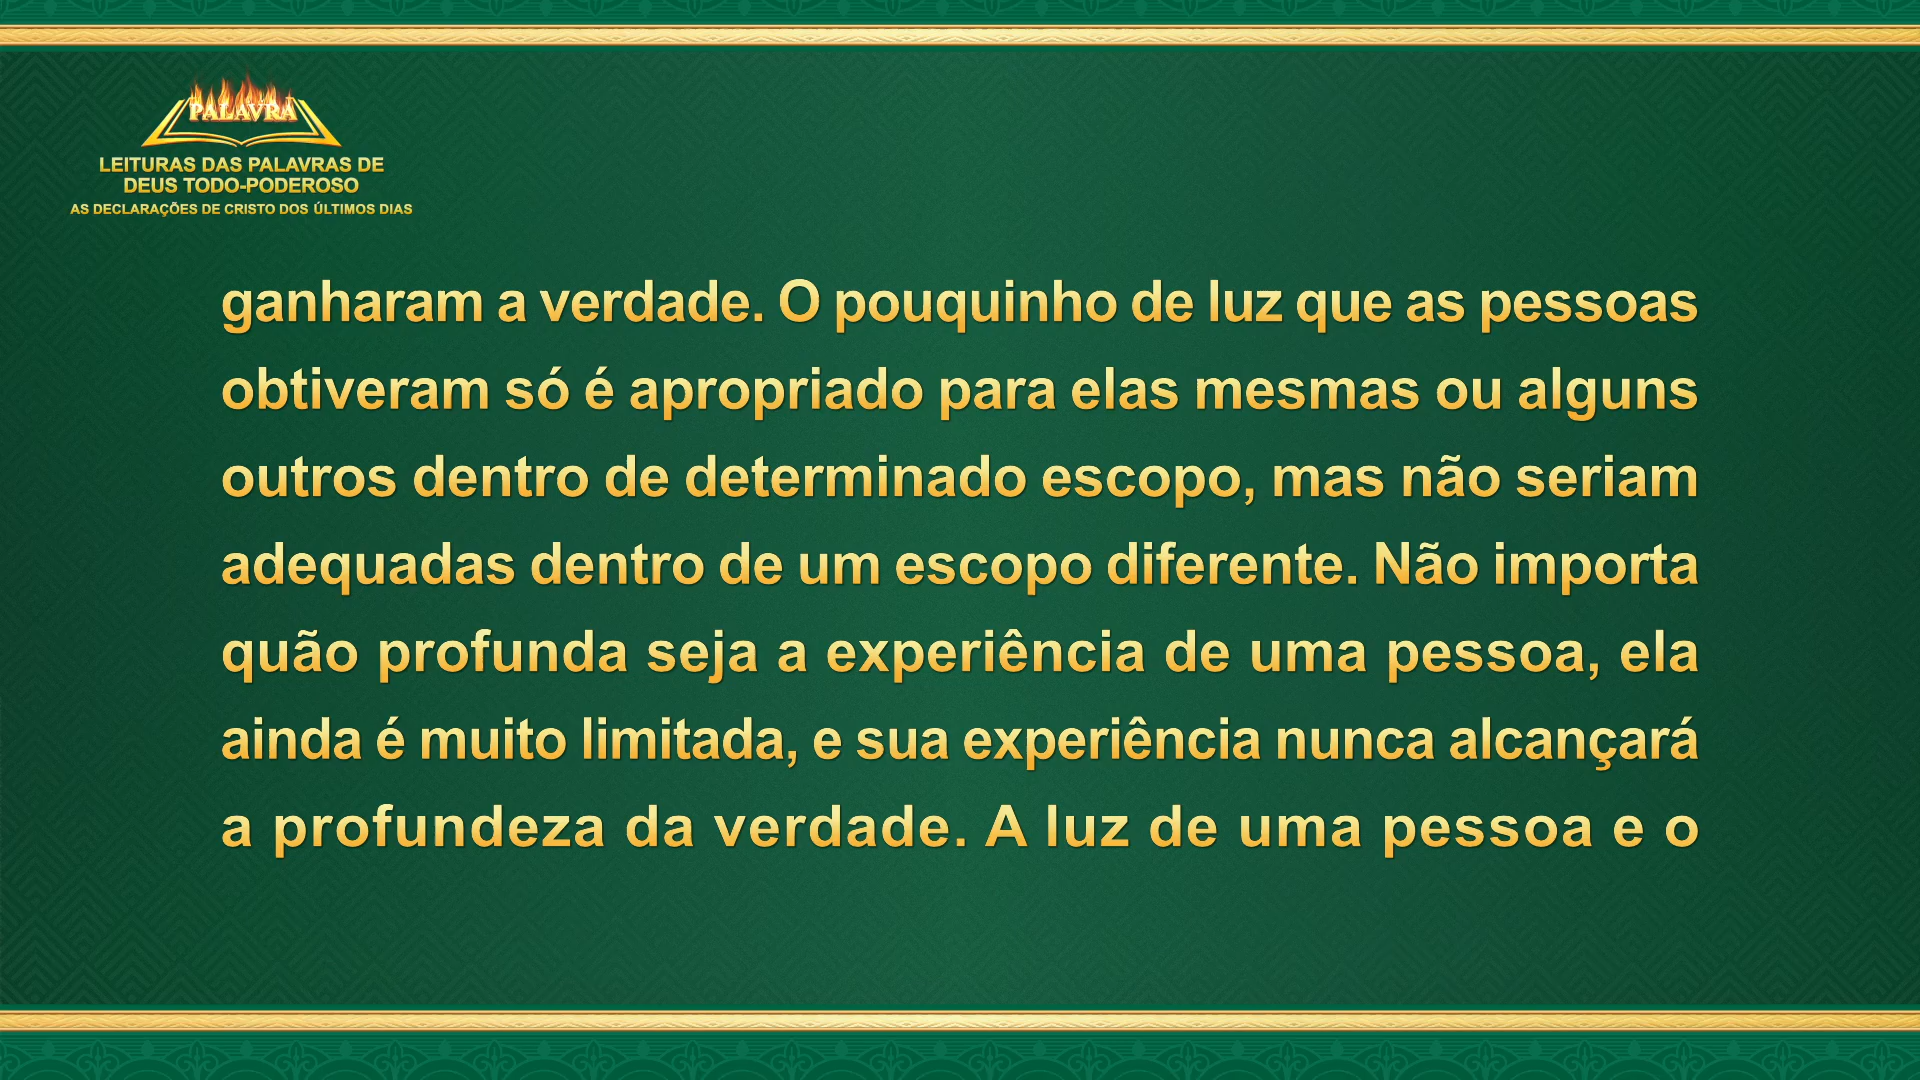 PALAVRA
LEITURAS DAS PALAVRAS DE
DEUS TODO-PODEROSO
AS DECLARAÇÕES DE CRISTO DOS ÚLTIMOS DIAS
ganharam a verdade. O pouquinho de luz que as pessoas
obtiveram só é apropriado para elas mesmas ou alguns
outros dentro de determinado escopo, mas não seriam
adequadas dentro de um escopo diferente. Não importa
quão profunda seja a experiência de uma pessoa, ela
ainda é muito limitada, e sua experiência nunca alcançará
a profundeza da verdade. A luz de uma pessoa e o